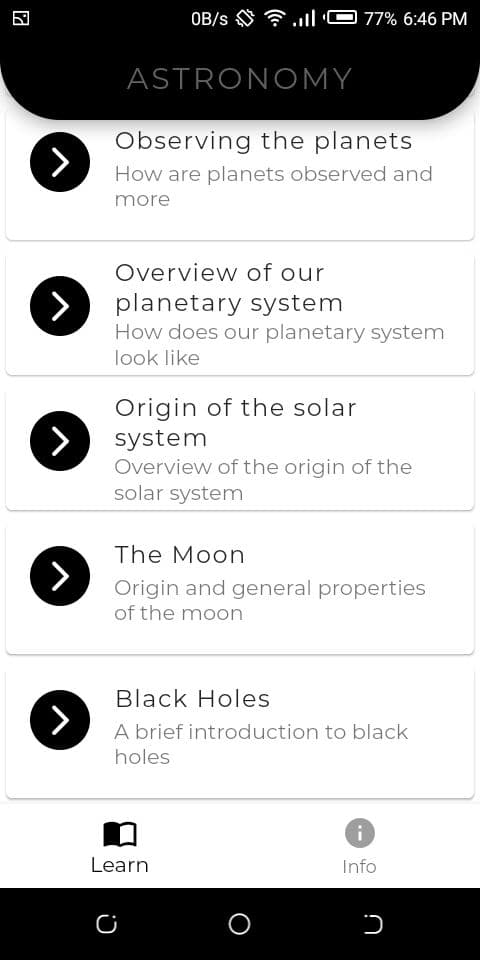 0B/s 77% 6:46 PM
ASTRONOMY
Observing the planets
How are planets observed and
more
Overview of our
planetary system
How does our planetary system
look like
Origin of the solar
system
Overview of the origin of the
solar system
The Moon
Origin and general properties
of the moon
Black Holes
A brief introduction to black
holes
Learn
Info